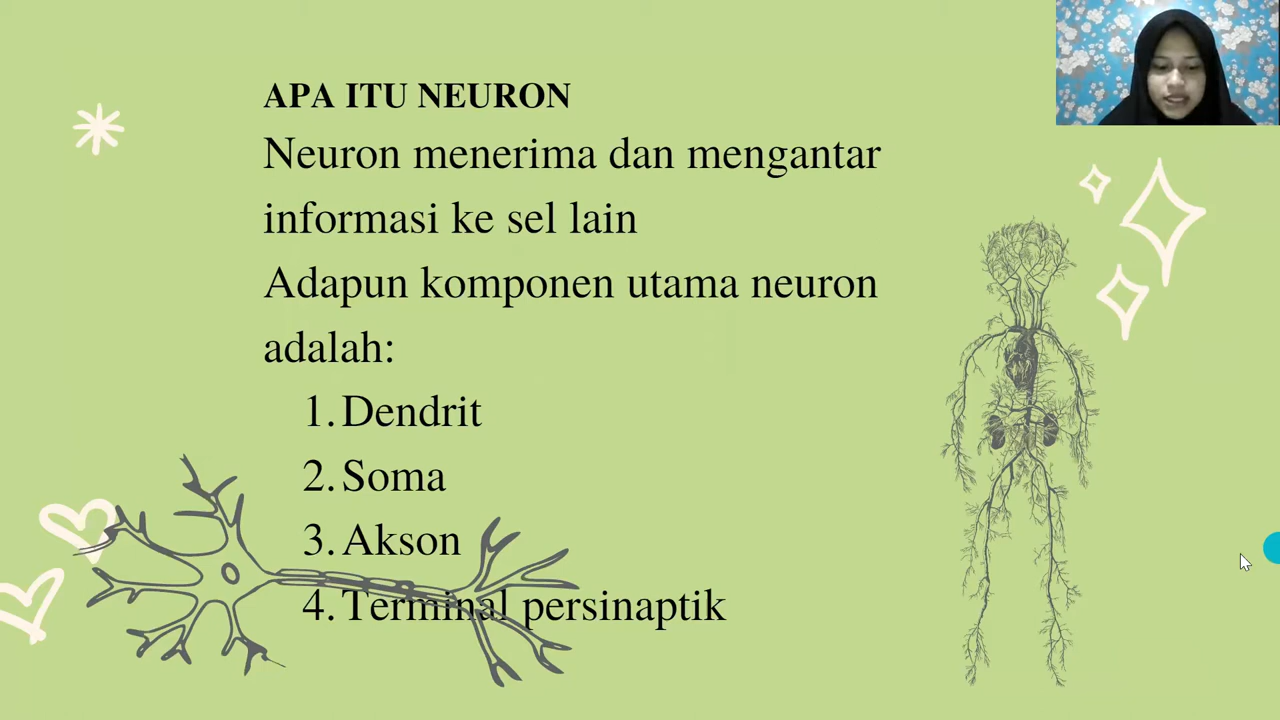 APA ITU NEURON
Neuron menerima dan mengantar
informasi ke sel lain
Adapun komponen utama neuron
adalah:
1. Dendrit
2. Soma
3. Akson
4. Terminal persinaptik